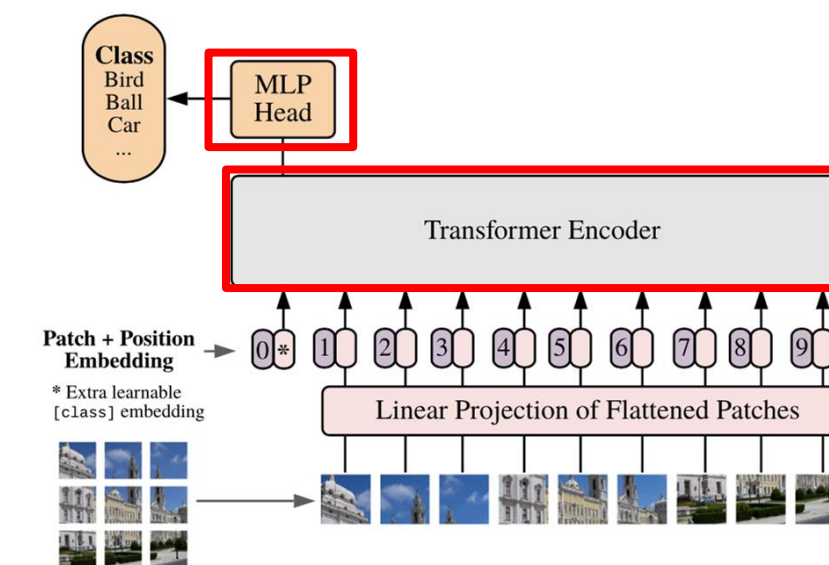 Class
Bird
Ball
Car
...
MLP
Head
Transformer Encoder
Patch + Position
Embedding
0 * 1 2 3 4 5 6 7 8 9
* Extra learnable
[class] embedding
Linear Projection of Flattened Patches